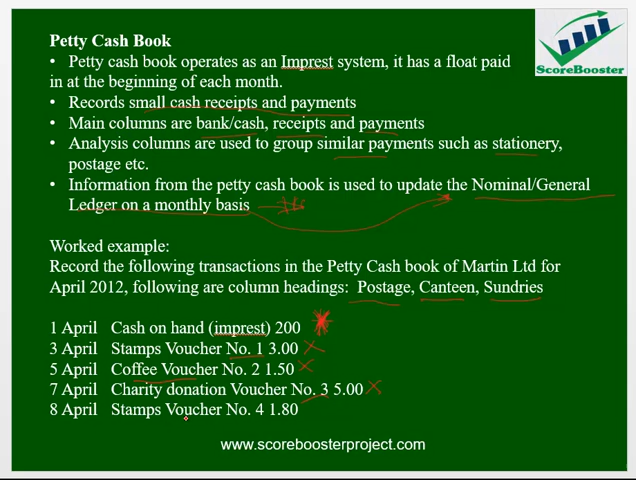 Petty Cash Book
• Petty cash book operates as an Imprest system, it has a float paid
in at the beginning of each month.
• Records small cash receipts and payments
• Main columns are bank/cash, receipts and payments
• Analysis columns are used to group similar payments such as stationery,
postage etc.
• Information from the petty cash book is used to update the Nominal/General
Ledger on a monthly basis
Worked example:
Record the following transactions in the Petty Cash book of Martin Ltd for
April 2012, following are column headings: Postage, Canteen, Sundries
1 April Cash on hand (imprest) 200
3 April Stamps Voucher No. 1 3.00
5 April Coffee Voucher No. 2 1.50
7 April Charity donation Voucher No. 3 5.00
8 April Stamps Voucher No. 4 1.80
www.scoreboosterproject.com
ScoreBooster